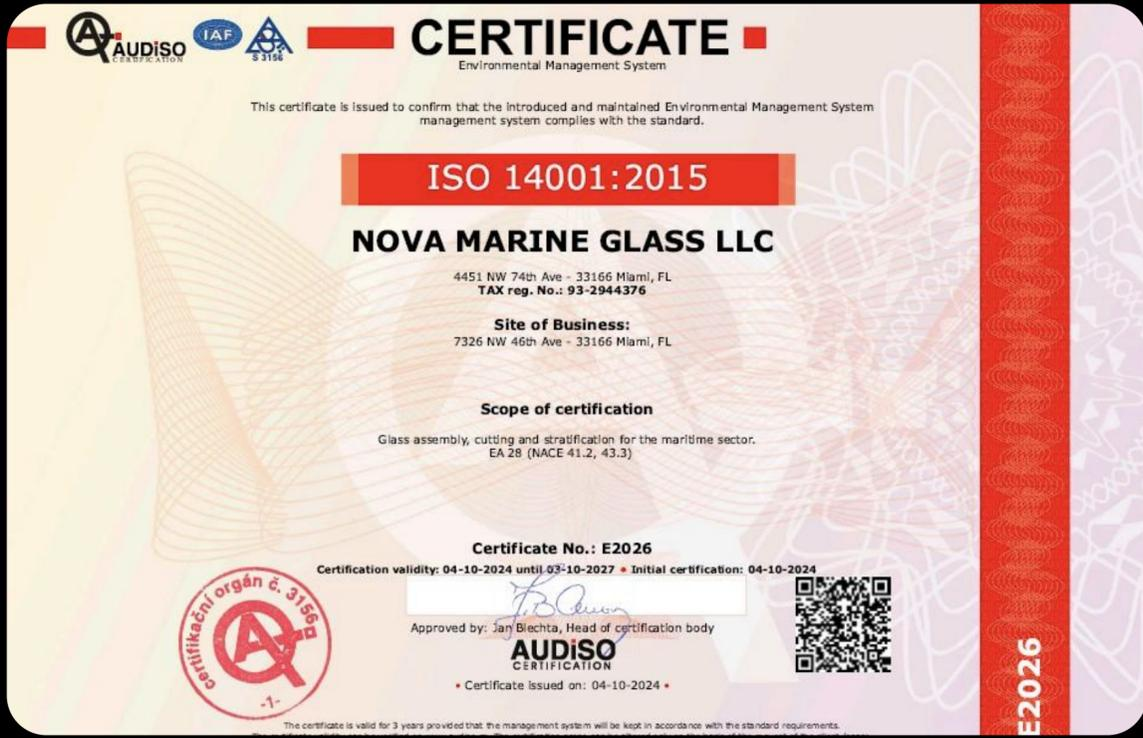 AUDiSO
CERTIFICATION
IAF
S 3156
CERTIFICATE
Environmental Management System
This certificate is issued to confirm that the introduced and maintained Environmental Management System
management system complies with the standard.
ISO 14001:2015
NOVA MARINE GLASS LLC
4451 NW 74th Ave - 33166 Miami, FL
TAX reg. No.: 93-2944376
Site of Business:
7326 NW 46th Ave - 33166 Miami, FL
Scope of certification
Glass assembly, cutting and stratification for the maritime sector.
EA 28 (NACE 41.2, 43.3)
Certificate No.: E2026
Certification validity: 04-10-2024 until 03-10-2027 • Initial certification: 04-10-2024
Approved by: Jan Blechta, Head of certification body
AUDiSO
CERTIFICATION
• Certificate issued on: 04-10-2024 •
certifikační orgán č. 3156
-1-
The certificate is valid for 3 years provided that the management system will be kept in accordance with the standard requirements.
E2026